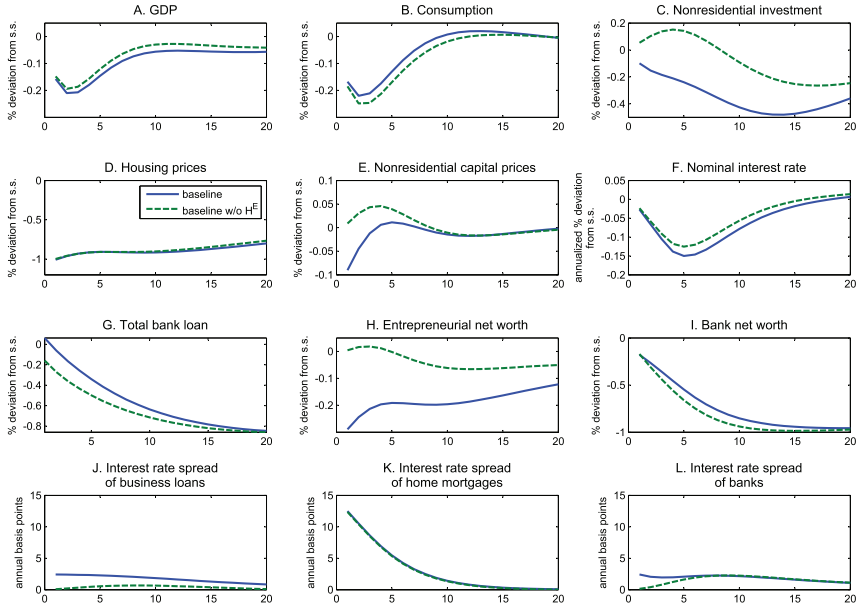 A. GDP
% deviation from s.s.
0
-0.1
-0.2
0 5 10 15 20
B. Consumption
% deviation from s.s.
0
-0.1
-0.2
0 5 10 15 20
C. Nonresidential investment
% deviation from s.s.
0.2
0
-0.2
-0.4
0 5 10 15 20
D. Housing prices
% deviation from s.s.
0
-0.5
-1
baseline
baseline w/o H^E
0 5 10 15 20
E. Nonresidential capital prices
% deviation from s.s.
0.1
0.05
0
-0.05
-0.1
0 5 10 15 20
F. Nominal interest rate
annualized % deviation
from s.s.
0.05
0
-0.05
-0.1
-0.15
-0.2
0 5 10 15 20
G. Total bank loan
% deviation from s.s.
0
-0.2
-0.4
-0.6
-0.8
5 10 15 20
H. Entrepreneurial net worth
% deviation from s.s.
0
-0.1
-0.2
0 5 10 15 20
I. Bank net worth
% deviation from s.s.
0
-0.5
-1
0 5 10 15 20
J. Interest rate spread
of business loans
annual basis points
15
10
5
0
0 5 10 15 20
K. Interest rate spread
of home mortgages
annual basis points
15
10
5
0
0 5 10 15 20
L. Interest rate spread
of banks
annual basis points
15
10
5
0
0 5 10 15 20